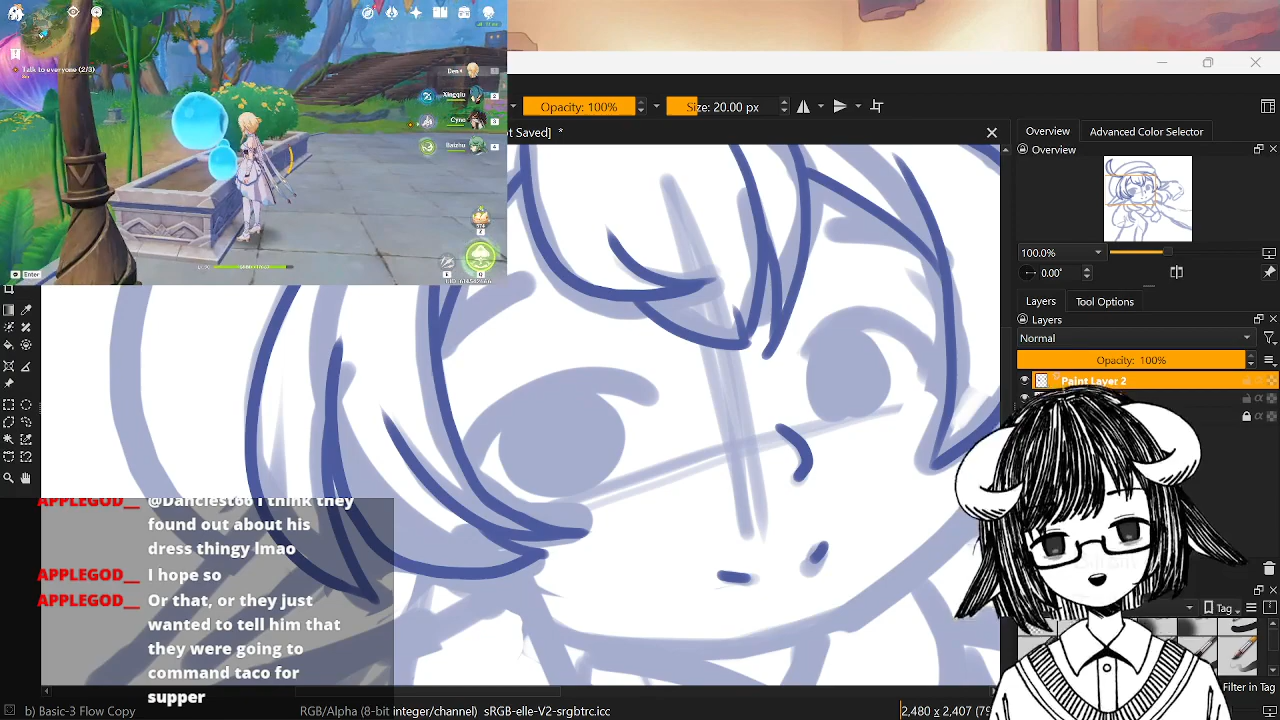 Talk to everyone (2/3)
Xingqiu
Cyno
Baizhu
Enter
Opacity: 100%
Size: 20.00 px
ot Saved] *
Overview
Advanced Color Selector
Overview
100.0%
0.00°
Layers
Tool Options
Layers
Normal
Opacity: 100%
Paint Layer 2
Tag
Filter in Tag
I think they
found out about his
dress thingy lmao
APPLEGOD__ I hope so
APPLEGOD__ Or that, or they just
wanted to tell him that
they were going to
command taco for
supper
b) Basic-3 Flow Copy
RGB/Alpha (8-bit integer/channel) sRGB-elle-V2-srgbtrc.icc
2,480 x 2,407